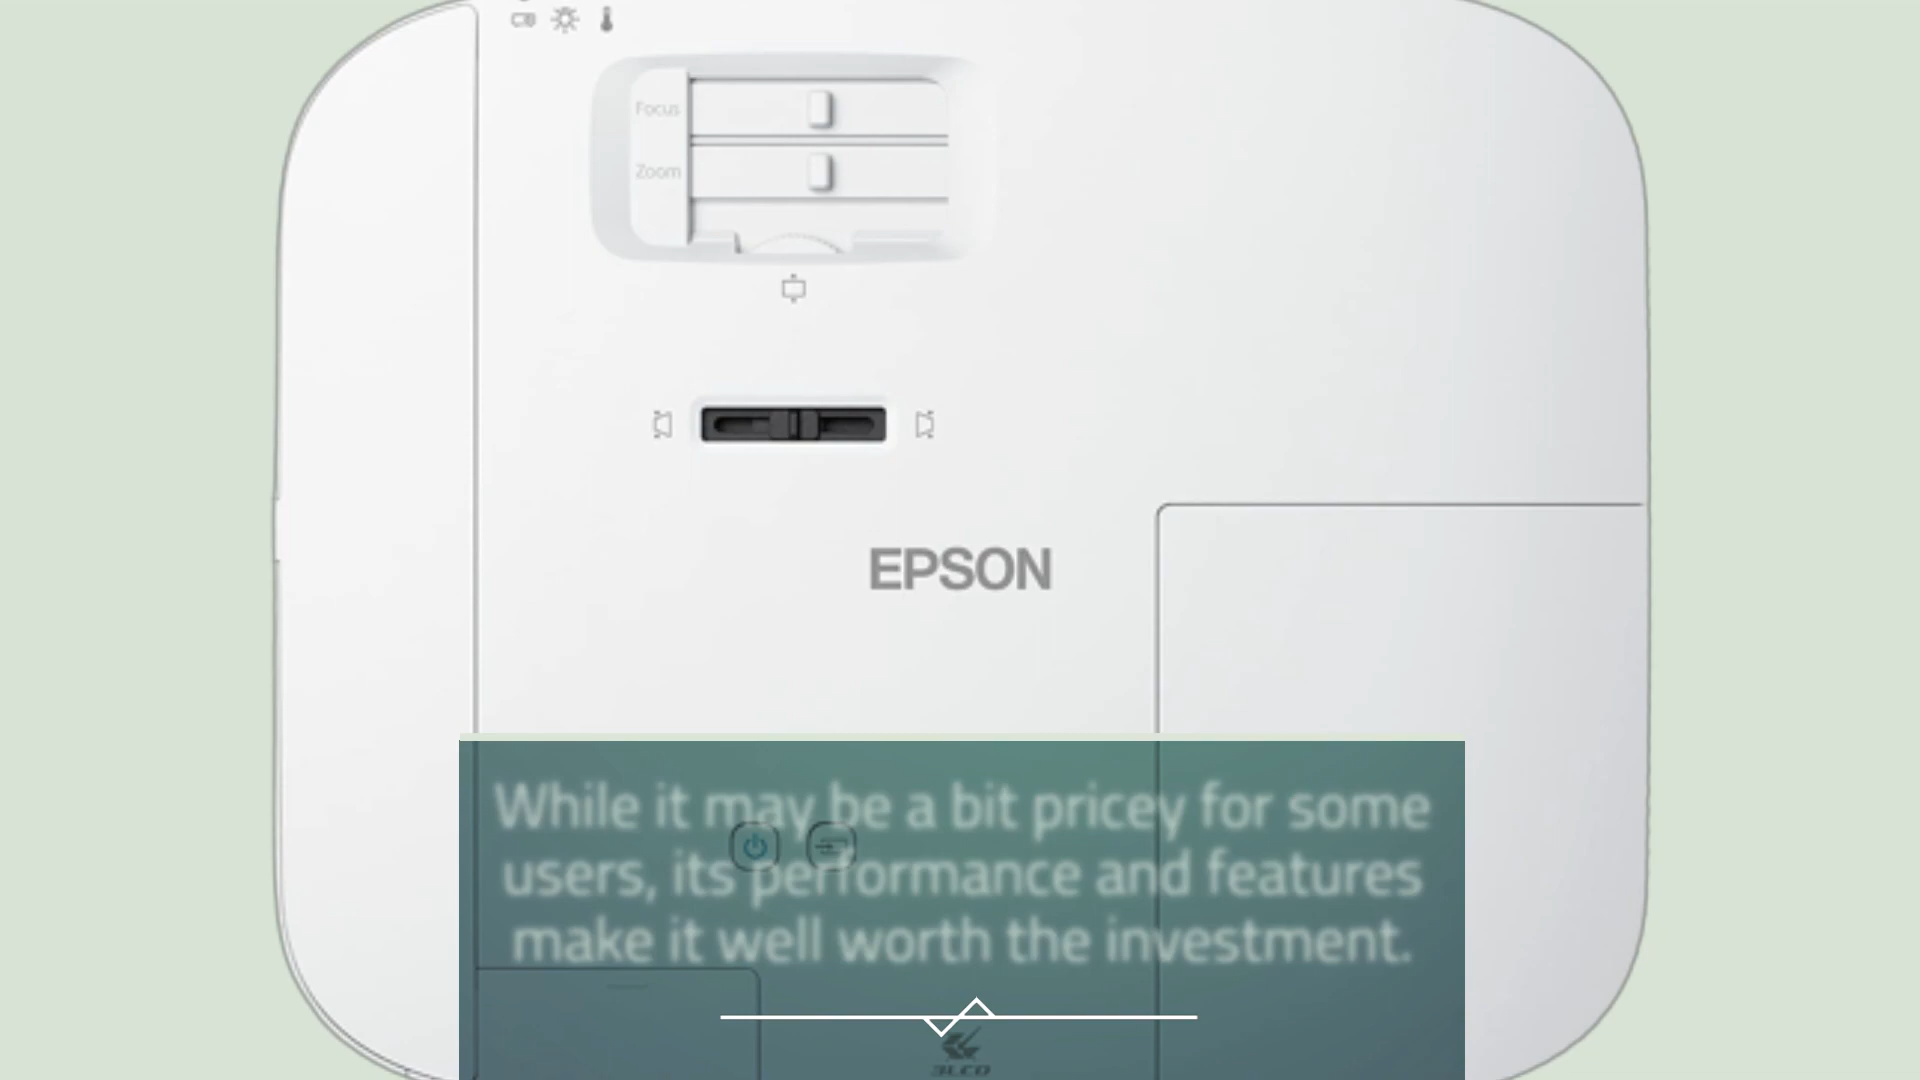 Focus
Zoom
EPSON
While it may be a bit pricey for some
users, its performance and features
make it well worth the investment.
3LCD